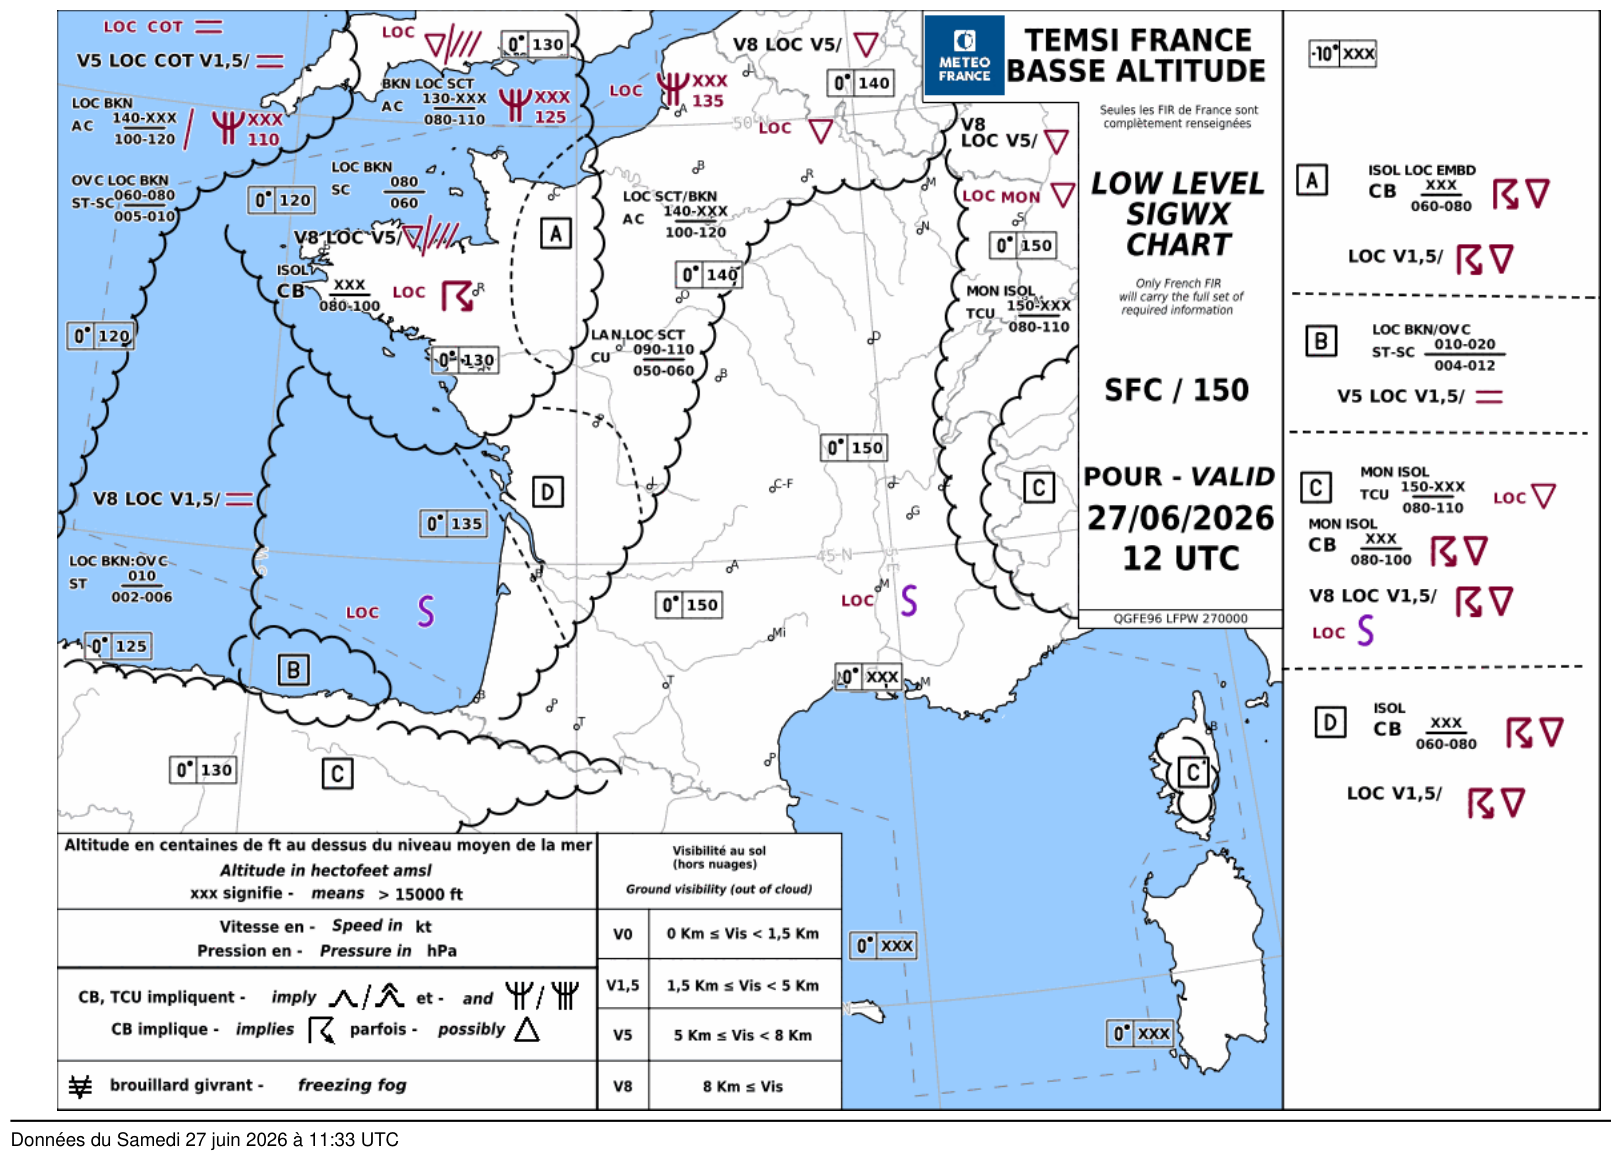 LOC COT
V5 LOC COT V1,5/
LOC BKN
AC 140-XXX
100-120
XXX
110
OVC LOC BKN
ST-SC 060-080
005-010
LOC
0° 130
BKN LOC SCT
AC 130-XXX
080-110
XXX
125
LOC BKN
SC 080
060
0° 120
V8 LOC V5/
ISOL
CB XXX
080-100
LOC
R
0° 130
0° 120
A
C
C
LOC
XXX
135
V8 LOC V5/
L
A
0° 140
50°N
LOC
B
R
M
N
LOC SCT/BKN
AC 140-XXX
100-120
0° 140
O
LAN LOC SCT
CU 090-110
050-060
T
B
D
P
V8
LOC V5/
LOC MON
S
0° 150
MON ISOL
TCU 150-XXX
080-110
0° 150
C-F
L
L
G
C
D
0° 135
V8 LOC V1,5/
LOC BKN:OVC
ST 010
002-006
LOC
0° 125
B
B
45°N
A
M
LOC
0° 150
Mi
0° XXX
M
N
T
B
P
T
P
0° 130
C
B
C
0° XXX
0° XXX
METEO
FRANCE
TEMSI FRANCE
BASSE ALTITUDE
Seules les FIR de France sont
complètement renseignées
LOW LEVEL
SIGWX
CHART
Only French FIR
will carry the full set of
required information
SFC / 150
POUR - VALID
27/06/2026
12 UTC
QGFE96 LFPW 270000
-10° XXX
A
ISOL LOC EMBD
CB XXX
060-080
LOC V1,5/
B
LOC BKN/OVC
ST-SC 010-020
004-012
V5 LOC V1,5/
C
MON ISOL
TCU 150-XXX
080-110
LOC
MON ISOL
CB XXX
080-100
V8 LOC V1,5/
LOC
D
ISOL
CB XXX
060-080
LOC V1,5/
Altitude en centaines de ft au dessus du niveau moyen de la mer
Altitude in hectofeet amsl
xxx signifie - means > 15000 ft
Vitesse en - Speed in kt
Pression en - Pressure in hPa
CB, TCU impliquent - imply / et - and /
CB implique - implies parfois - possibly
brouillard givrant - freezing fog
Visibilité au sol
(hors nuages)
Ground visibility (out of cloud)
V0 0 Km ≤ Vis < 1,5 Km
V1,5 1,5 Km ≤ Vis < 5 Km
V5 5 Km ≤ Vis < 8 Km
V8 8 Km ≤ Vis
Données du Samedi 27 juin 2026 à 11:33 UTC